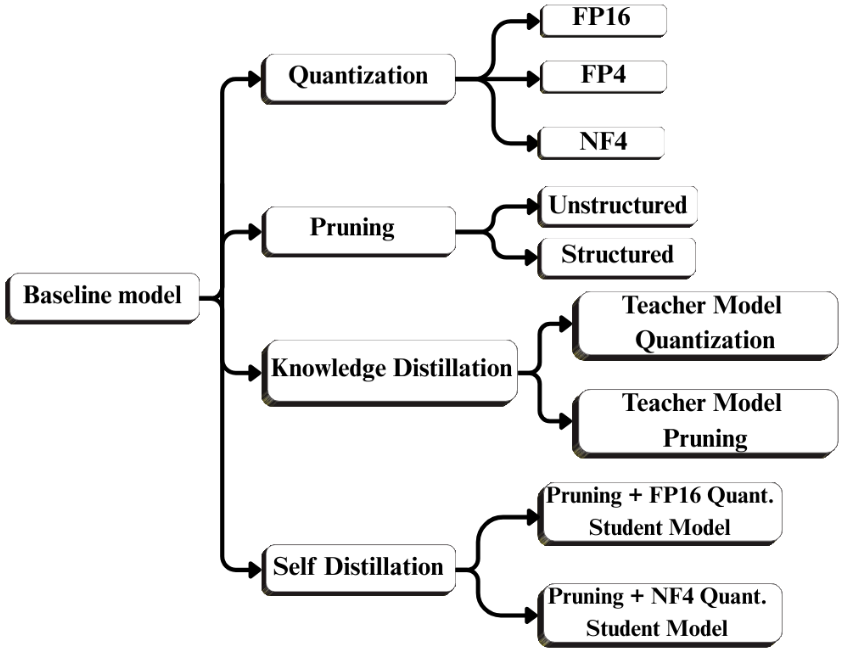 Baseline model
Quantization
FP16
FP4
NF4
Pruning
Unstructured
Structured
Knowledge Distillation
Teacher Model
Quantization
Teacher Model
Pruning
Self Distillation
Pruning + FP16 Quant.
Student Model
Pruning + NF4 Quant.
Student Model